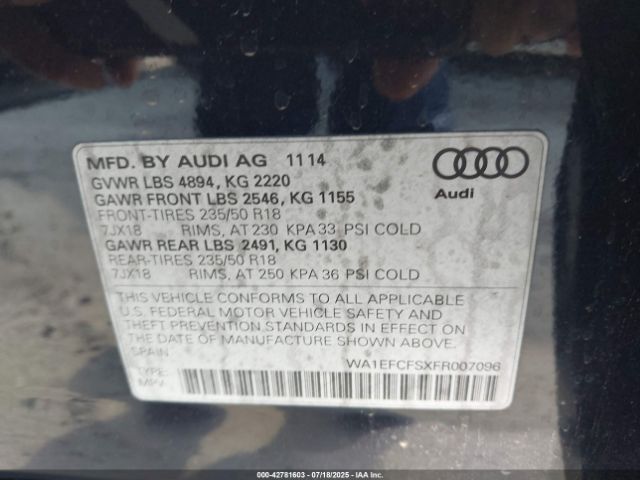 MFD. BY AUDI AG 11 14
GVWR LBS 4894, KG 2220
GAWR FRONT LBS 2546, KG 1155
FRONT-TIRES 235/50 R18
7JX18 RIMS, AT 230 KPA 33 PSI COLD
GAWR REAR LBS 2491, KG 1130
REAR-TIRES 235/50 R18
7JX18 RIMS, AT 250 KPA 36 PSI COLD
Audi
THIS VEHICLE CONFORMS TO ALL APPLICABLE
U.S. FEDERAL MOTOR VEHICLE SAFETY AND
THEFT PREVENTION STANDARDS IN EFFECT ON
THE DATE OF MANUFACTURE SHOWN ABOVE.
SPAIN
WA1EFCFSXFR007096
TYPE:
MPV
000-42781603 - 07/18/2025 - IAA Inc.